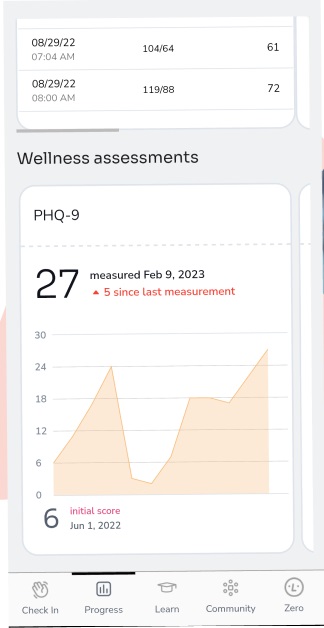 08/29/22
07:04 AM
104/64
61
08/29/22
08:00 AM
119/88
72
Wellness assessments
PHQ-9
27
measured Feb 9, 2023
5 since last measurement
30
24
18
12
6
0
6
initial score
Jun 1, 2022
Check In
Progress
Learn
Community
Zero